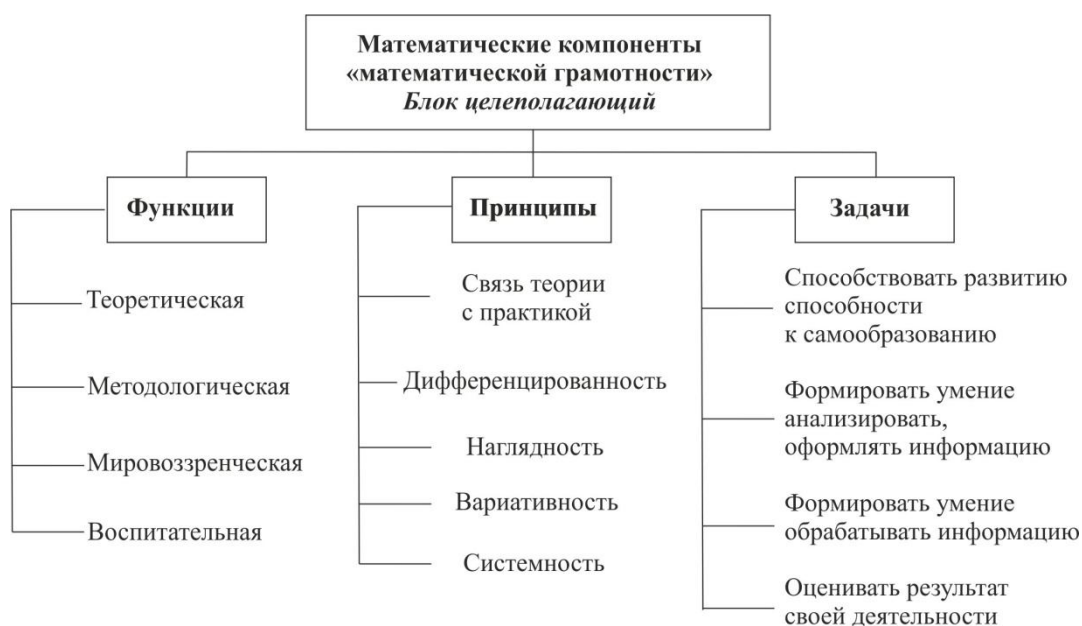 Математические компоненты
«математической грамотности»
Блок целеполагающий
Функции
Теоретическая
Методологическая
Мировоззренческая
Воспитательная
Принципы
Связь теории
с практикой
Дифференцированность
Наглядность
Вариативность
Системность
Задачи
Способствовать развитию
способности
к самообразованию
Формировать умение
анализировать,
оформлять информацию
Формировать умение
обрабатывать информацию
Оценивать результат
своей деятельности